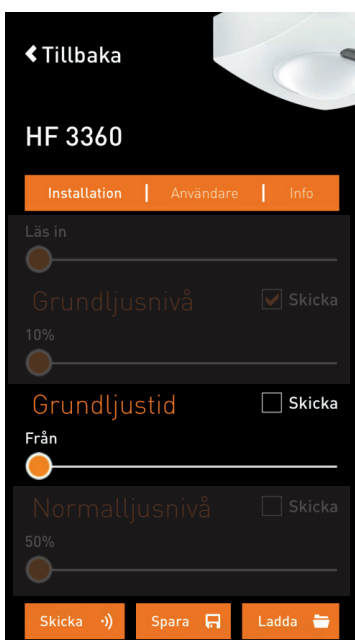 Tillbaka
HF 3360
Installation Användare Info
Läs in
Grundljusnivå Skicka
10%
Grundljustid Skicka
Från
Normalljusnivå Skicka
50%
Skicka Spara Ladda